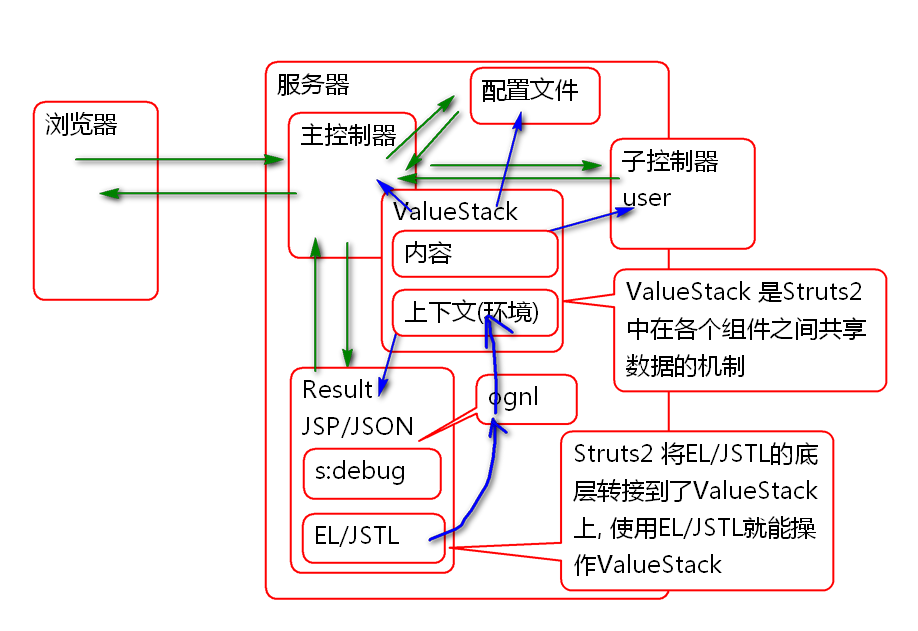 服务器
配置文件
浏览器
主控制器
子控制器
user
ValueStack
内容
上下文(环境)
ValueStack 是Struts2
中在各个组件之间共享
数据的机制
Result
JSP/JSON
ognl
s:debug
EL/JSTL
Struts2 将EL/JSTL的底
层转接到了ValueStack
上, 使用EL/JSTL就能操
作ValueStack